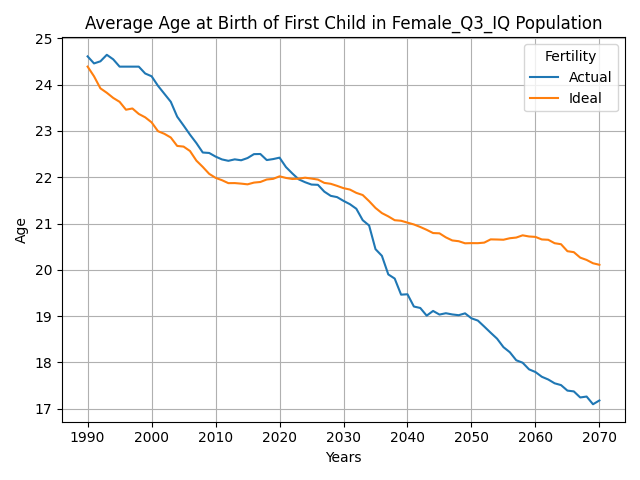 Average Age at Birth of First Child in Female_Q3_IQ Population
Fertility
Actual
Ideal
Age
25
24
23
22
21
20
19
18
17
1990 2000 2010 2020 2030 2040 2050 2060 2070
Years